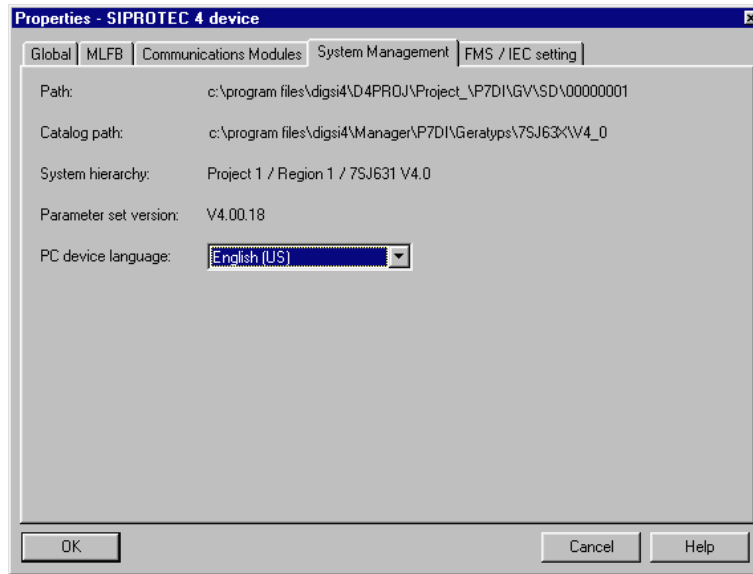 Properties - SIPROTEC 4 device
Global MLFB Communications Modules System Management FMS / IEC setting
Path: c:\program files\digsi4\D4PROJ\Project_\P7DI\GV\SD\00000001
Catalog path: c:\program files\digsi4\Manager\P7DI\Geratyps\7SJ63X\V4_0
System hierarchy: Project 1 / Region 1 / 7SJ631 V4.0
Parameter set version: V4.00.18
PC device language: English (US)
OK Cancel Help